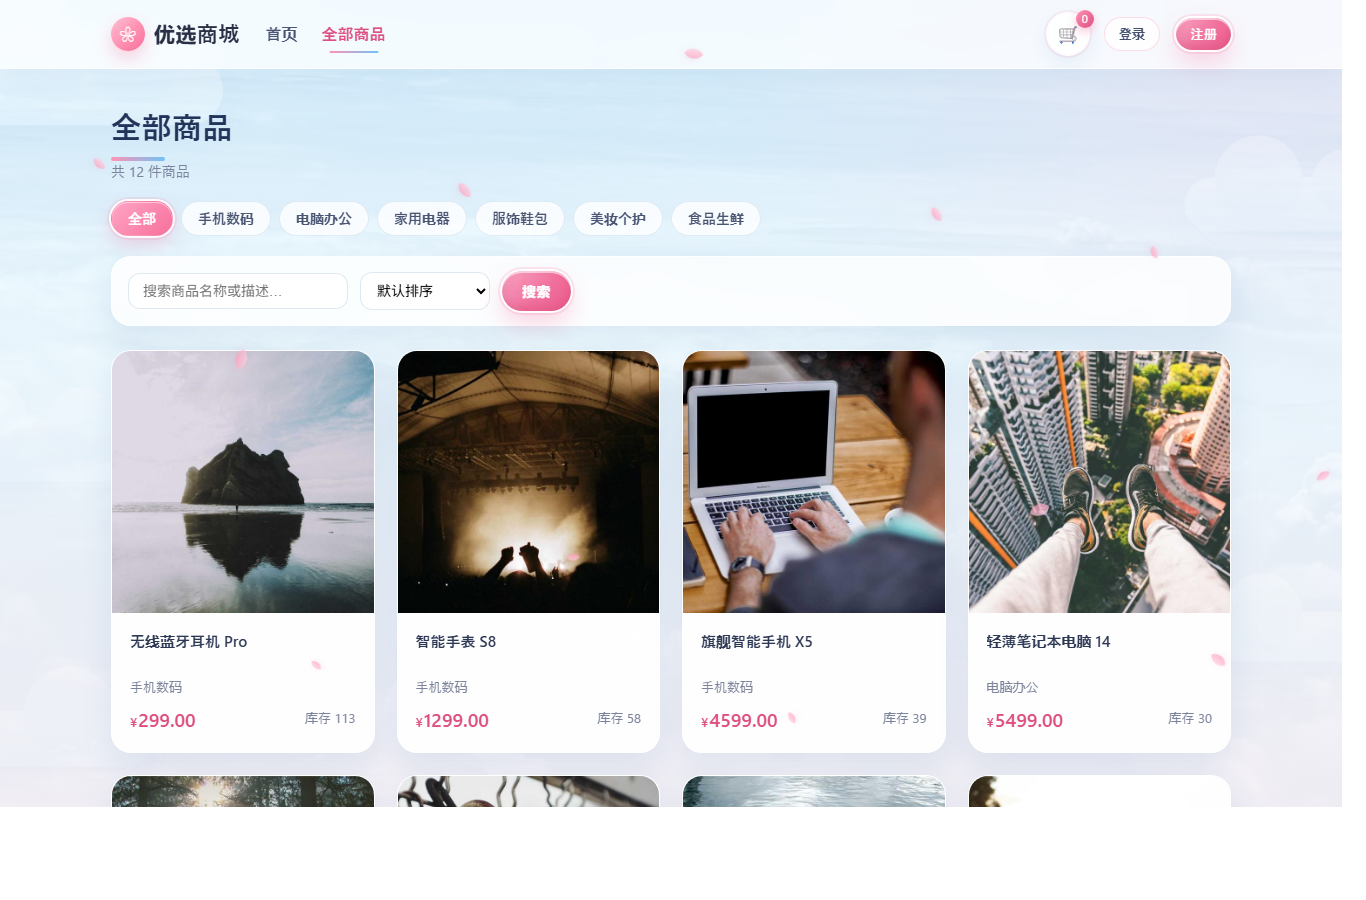 优选商城 首页 全部商品 0 登录 注册
全部商品
共 12 件商品
全部 手机数码 电脑办公 家用电器 服饰鞋包 美妆个护 食品生鲜
搜索商品名称或描述... 默认排序 搜索
无线蓝牙耳机 Pro
手机数码
¥299.00 库存 113
智能手表 S8
手机数码
¥1299.00 库存 58
旗舰智能手机 X5
手机数码
¥4599.00 库存 39
轻薄笔记本电脑 14
电脑办公
¥5499.00 库存 30